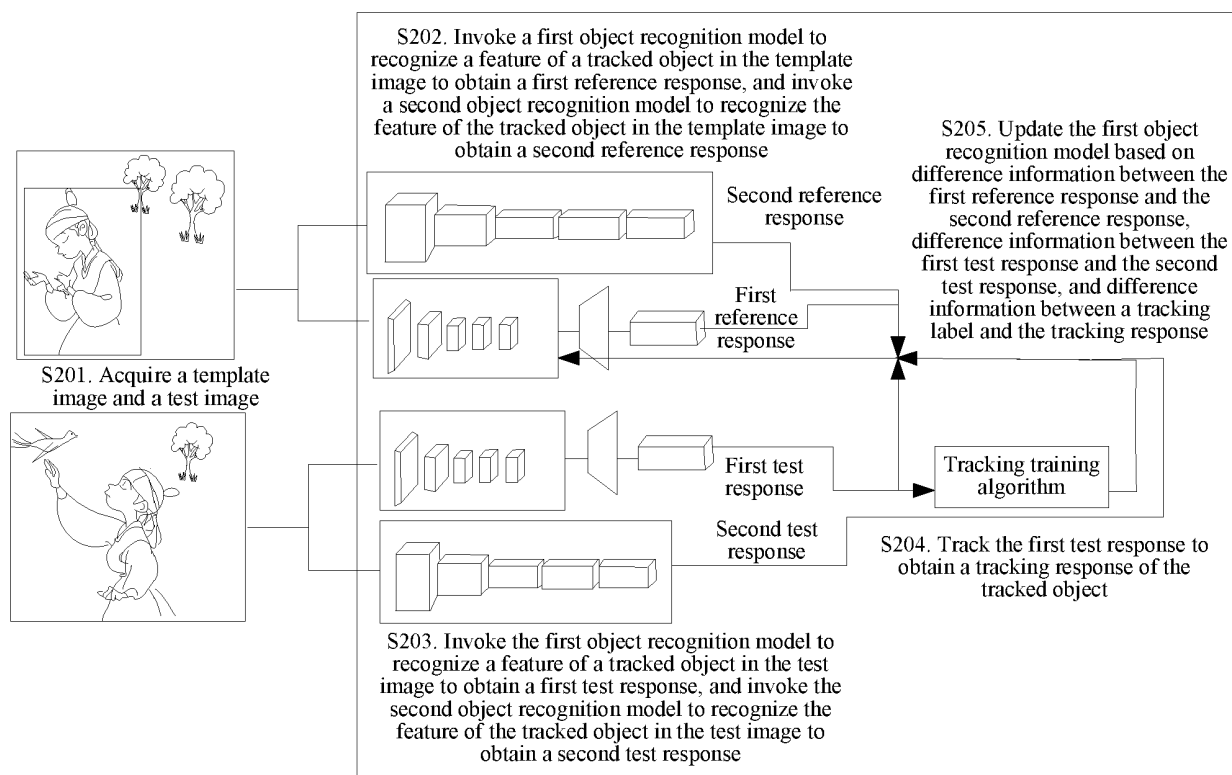 S202. Invoke a first object recognition model to
recognize a feature of a tracked object in the template
image to obtain a first reference response, and invoke
a second object recognition model to recognize the
feature of the tracked object in the template image to
obtain a second reference response
S205. Update the first object
recognition model based on
difference information between the
first reference response and the
second reference response,
difference information between the
first test response and the second
test response, and difference
information between a tracking
label and the tracking response
Second reference
response
First
reference
response
S201. Acquire a template
image and a test image
First test
response
Tracking training
algorithm
Second test
response
S204. Track the first test response to
obtain a tracking response of the
tracked object
S203. Invoke the first object recognition model to
recognize a feature of a tracked object in the test
image to obtain a first test response, and invoke the
second object recognition model to recognize the
feature of the tracked object in the test image to
obtain a second test response